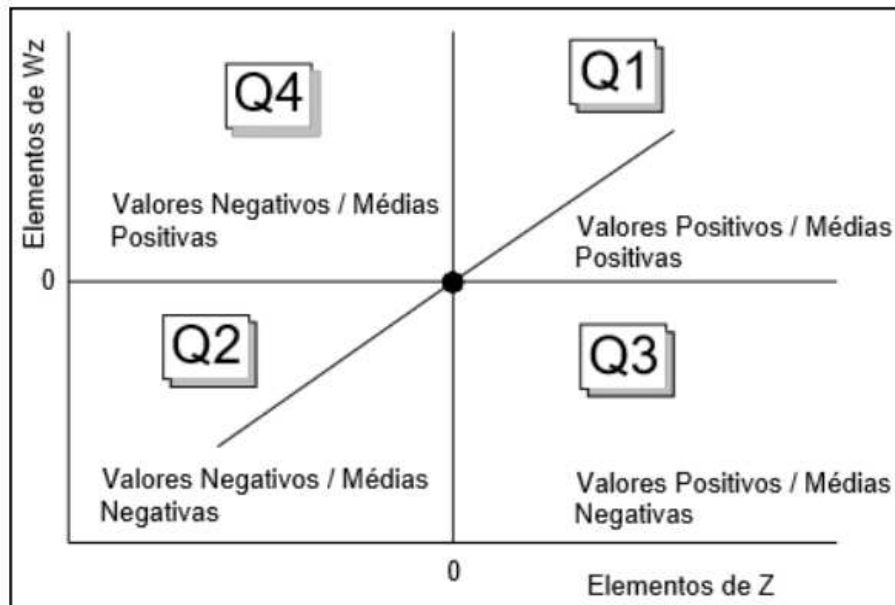 Elementos de Wz
Q4
Q1
Valores Negativos / Médias
Positivas
Valores Positivos / Médias
Positivas
0
Q2
Q3
Valores Negativos / Médias
Negativas
Valores Positivos / Médias
Negativas
0
Elementos de Z